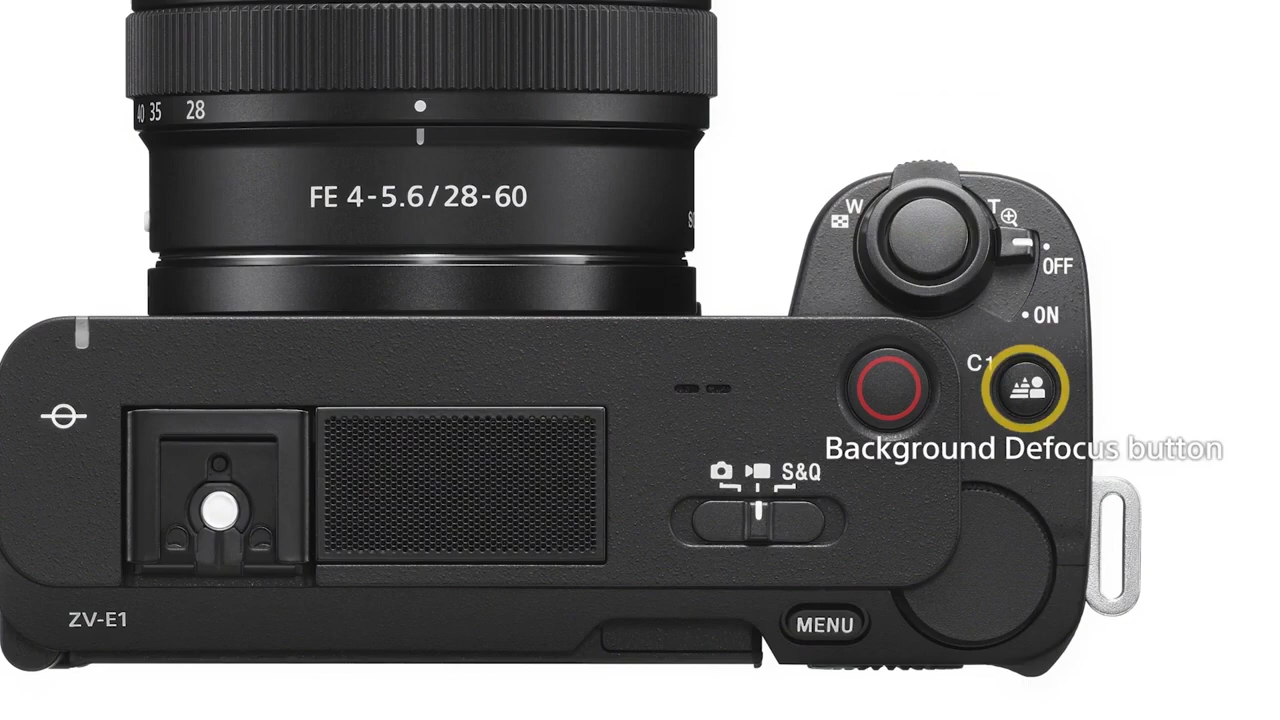 40 35 28
FE 4-5.6/28-60
W
T
OFF
ON
C1
Background Defocus button
S&Q
MENU
ZV-E1